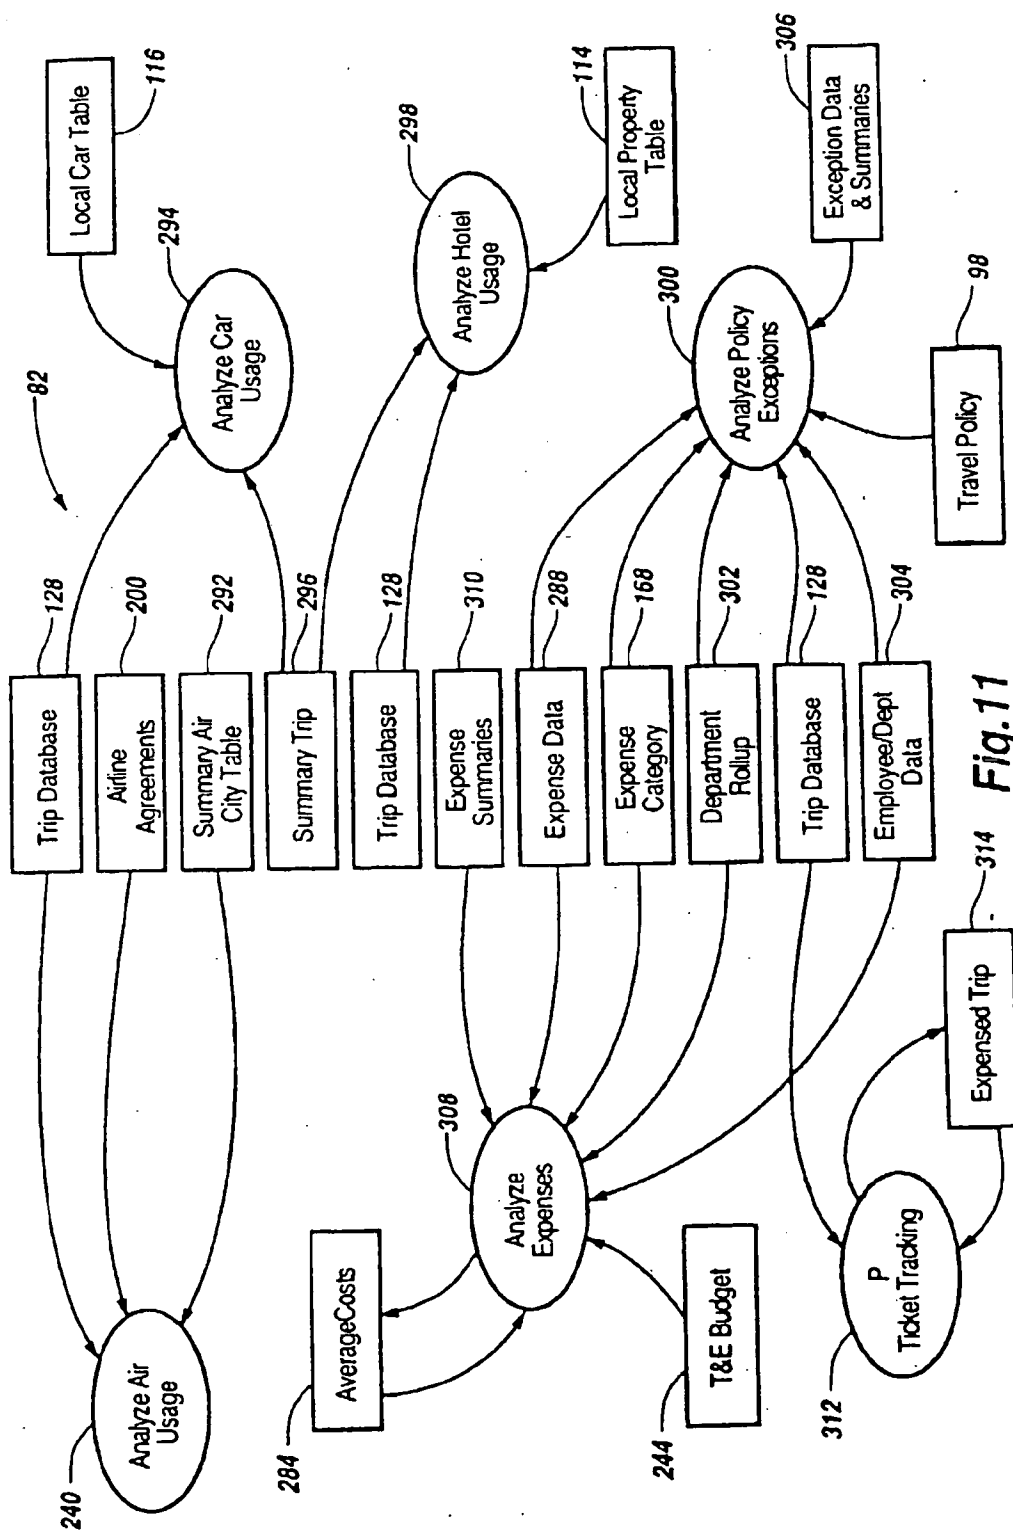 82
Local Car Table
116
Analyze Car
Usage
294
Analyze Hotel
Usage
298
Local Property
Table
114
Analyze Policy
Exceptions
300
Exception Data
& Summaries
306
Travel Policy
98
Trip Database
128
Airline
Agreements
200
Summary Air
City Table
292
Summary Trip
296
Trip Database
128
Expense
Summaries
310
Expense Data
288
Expense
Category
168
Department
Rollup
302
Trip Database
128
Employee/Dept
Data
304
Analyze Air
Usage
240
AverageCosts
284
Analyze
Expenses
308
T&E Budget
244
P
Ticket Tracking
312
Expensed Trip
314
Fig.11